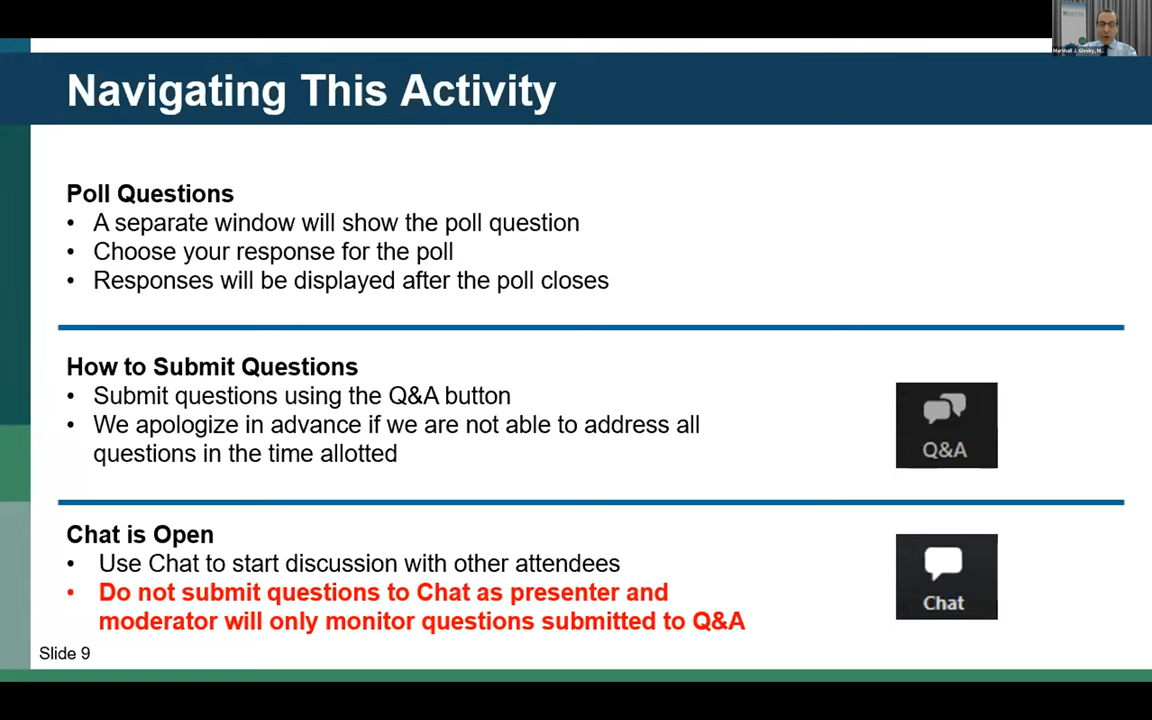 Marshall J. Glesby, M...
Navigating This Activity
Poll Questions
• A separate window will show the poll question
• Choose your response for the poll
• Responses will be displayed after the poll closes
How to Submit Questions
• Submit questions using the Q&A button
• We apologize in advance if we are not able to address all
questions in the time allotted
Q&A
Chat is Open
• Use Chat to start discussion with other attendees
• Do not submit questions to Chat as presenter and
moderator will only monitor questions submitted to Q&A
Chat
Slide 9